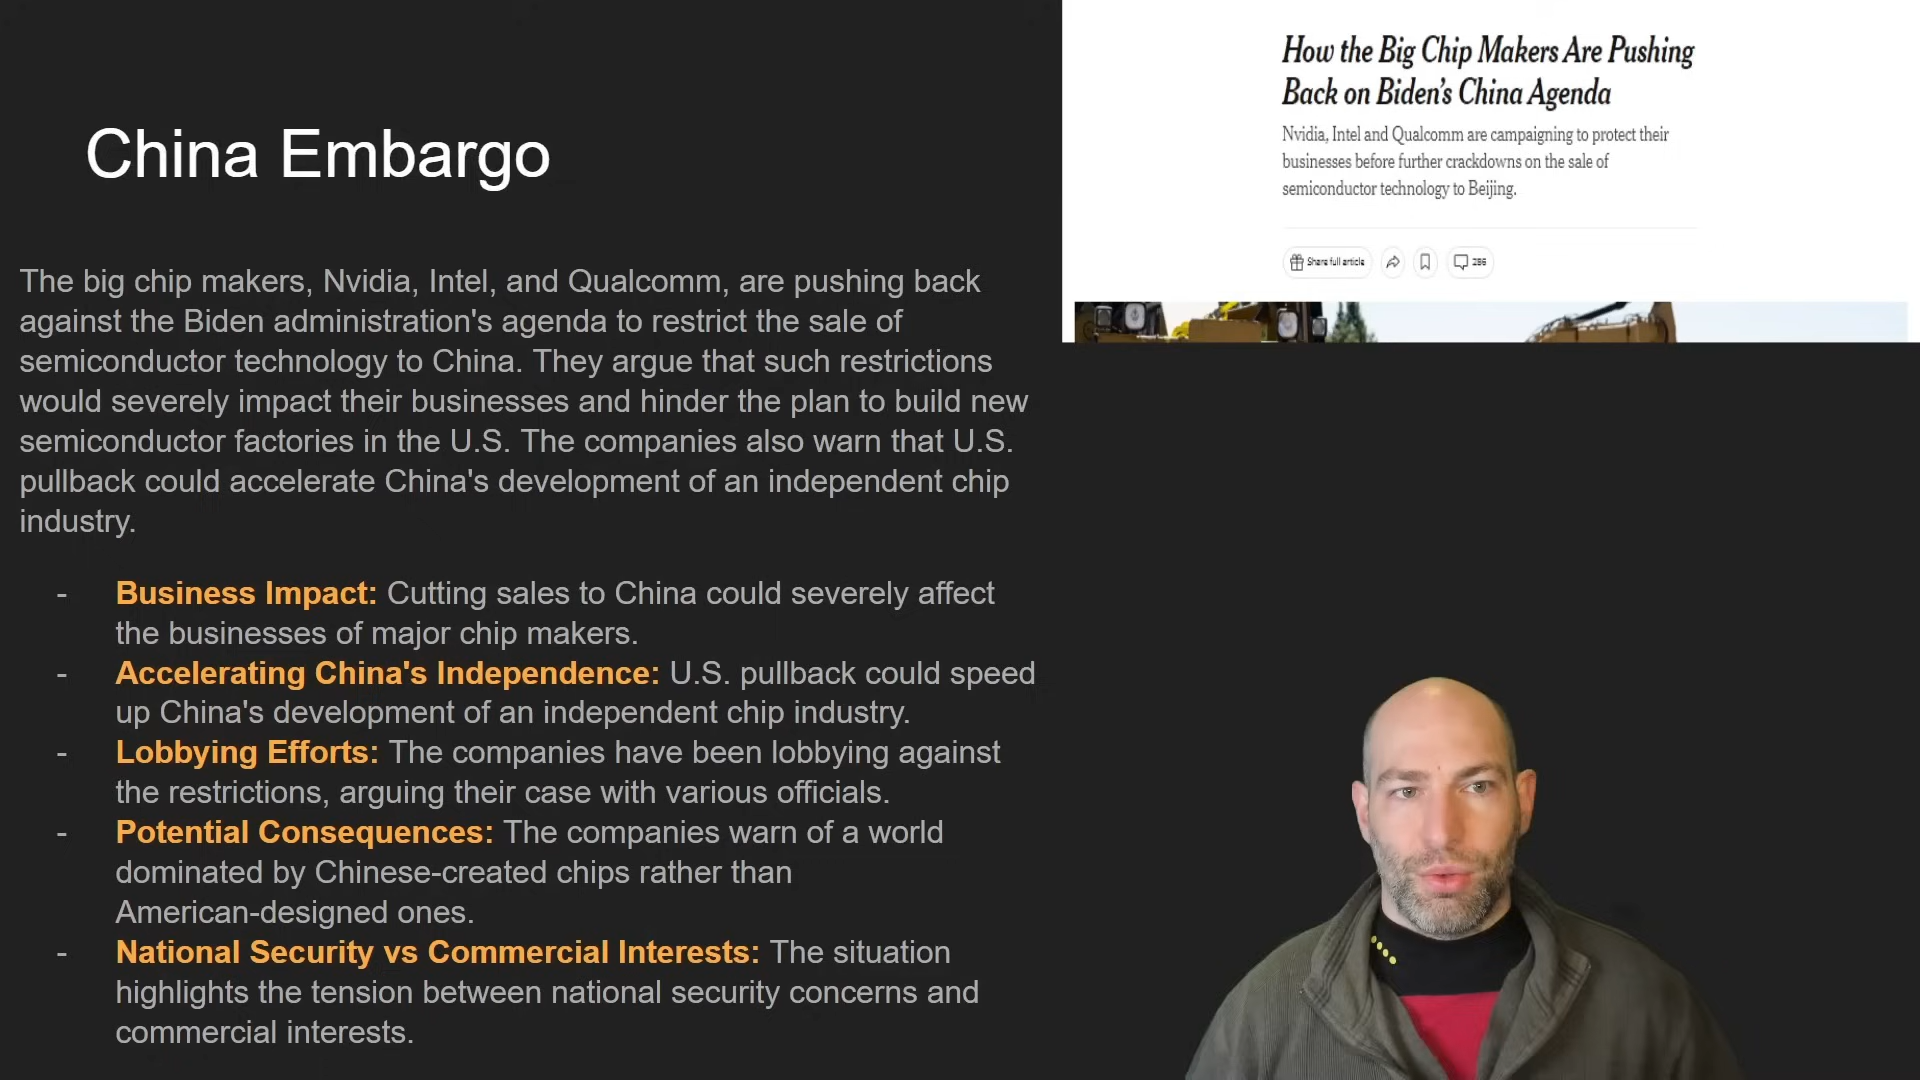 China Embargo
The big chip makers, Nvidia, Intel, and Qualcomm, are pushing back
against the Biden administration's agenda to restrict the sale of
semiconductor technology to China. They argue that such restrictions
would severely impact their businesses and hinder the plan to build new
semiconductor factories in the U.S. The companies also warn that U.S.
pullback could accelerate China's development of an independent chip
industry.
- Business Impact: Cutting sales to China could severely affect
the businesses of major chip makers.
- Accelerating China's Independence: U.S. pullback could speed
up China's development of an independent chip industry.
- Lobbying Efforts: The companies have been lobbying against
the restrictions, arguing their case with various officials.
- Potential Consequences: The companies warn of a world
dominated by Chinese-created chips rather than
American-designed ones.
- National Security vs Commercial Interests: The situation
highlights the tension between national security concerns and
commercial interests.
How the Big Chip Makers Are Pushing
Back on Biden's China Agenda
Nvidia, Intel and Qualcomm are campaigning to protect their
businesses before further crackdowns on the sale of
semiconductor technology to Beijing.
Share full article